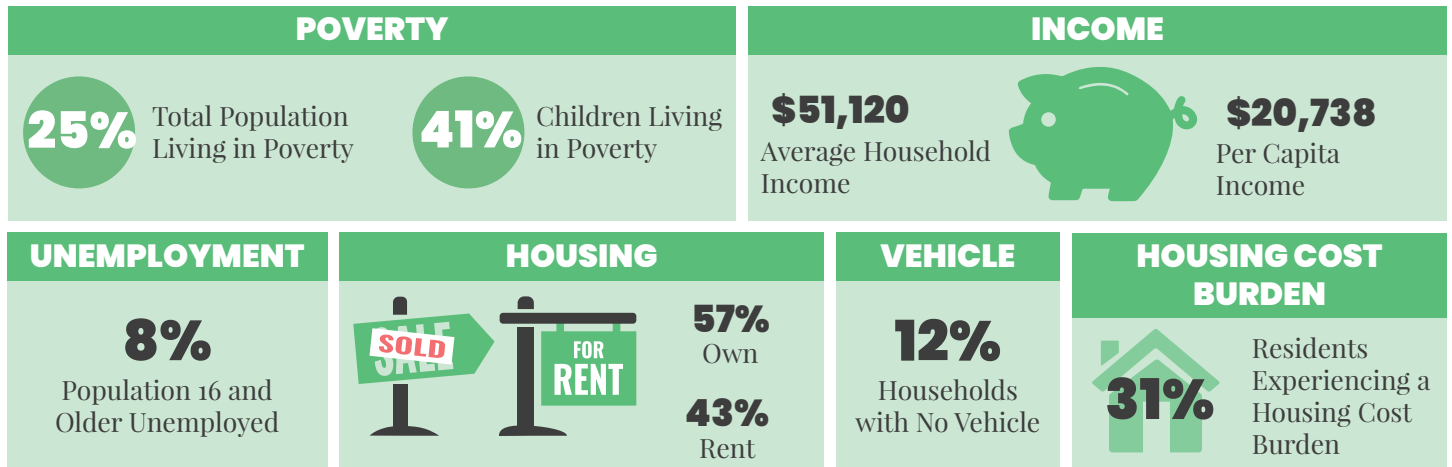 POVERTY
25%
Total Population
Living in Poverty
41%
Children Living
in Poverty
INCOME
$51,120
Average Household
Income
$20,738
Per Capita
Income
UNEMPLOYMENT
8%
Population 16 and
Older Unemployed
HOUSING
SALE
SOLD
FOR
RENT
57%
Own
43%
Rent
VEHICLE
12%
Households
with No Vehicle
HOUSING COST
BURDEN
31%
Residents
Experiencing a
Housing Cost
Burden